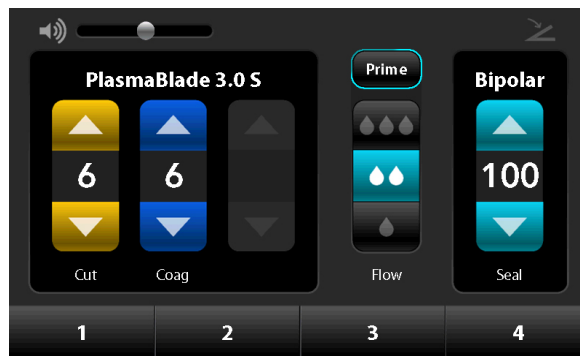 PlasmaBlade 3.0 S
Prime
Bipolar
6
6
100
Cut
Coag
Flow
Seal
1
2
3
4